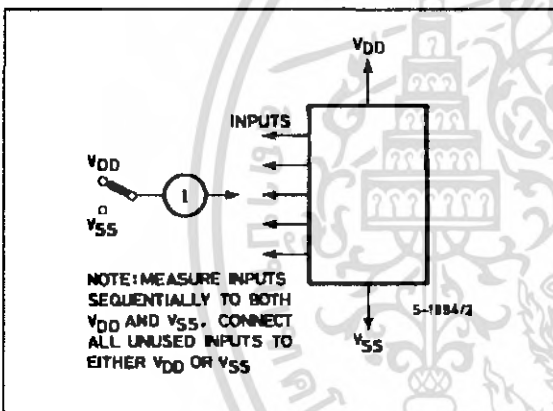 VDD
INPUTS
VDD
I
VSS
NOTE: MEASURE INPUTS
SEQUENTIALLY TO BOTH
VDD AND VSS. CONNECT
ALL UNUSED INPUTS TO
EITHER VDD OR VSS
S-1884/2
VSS